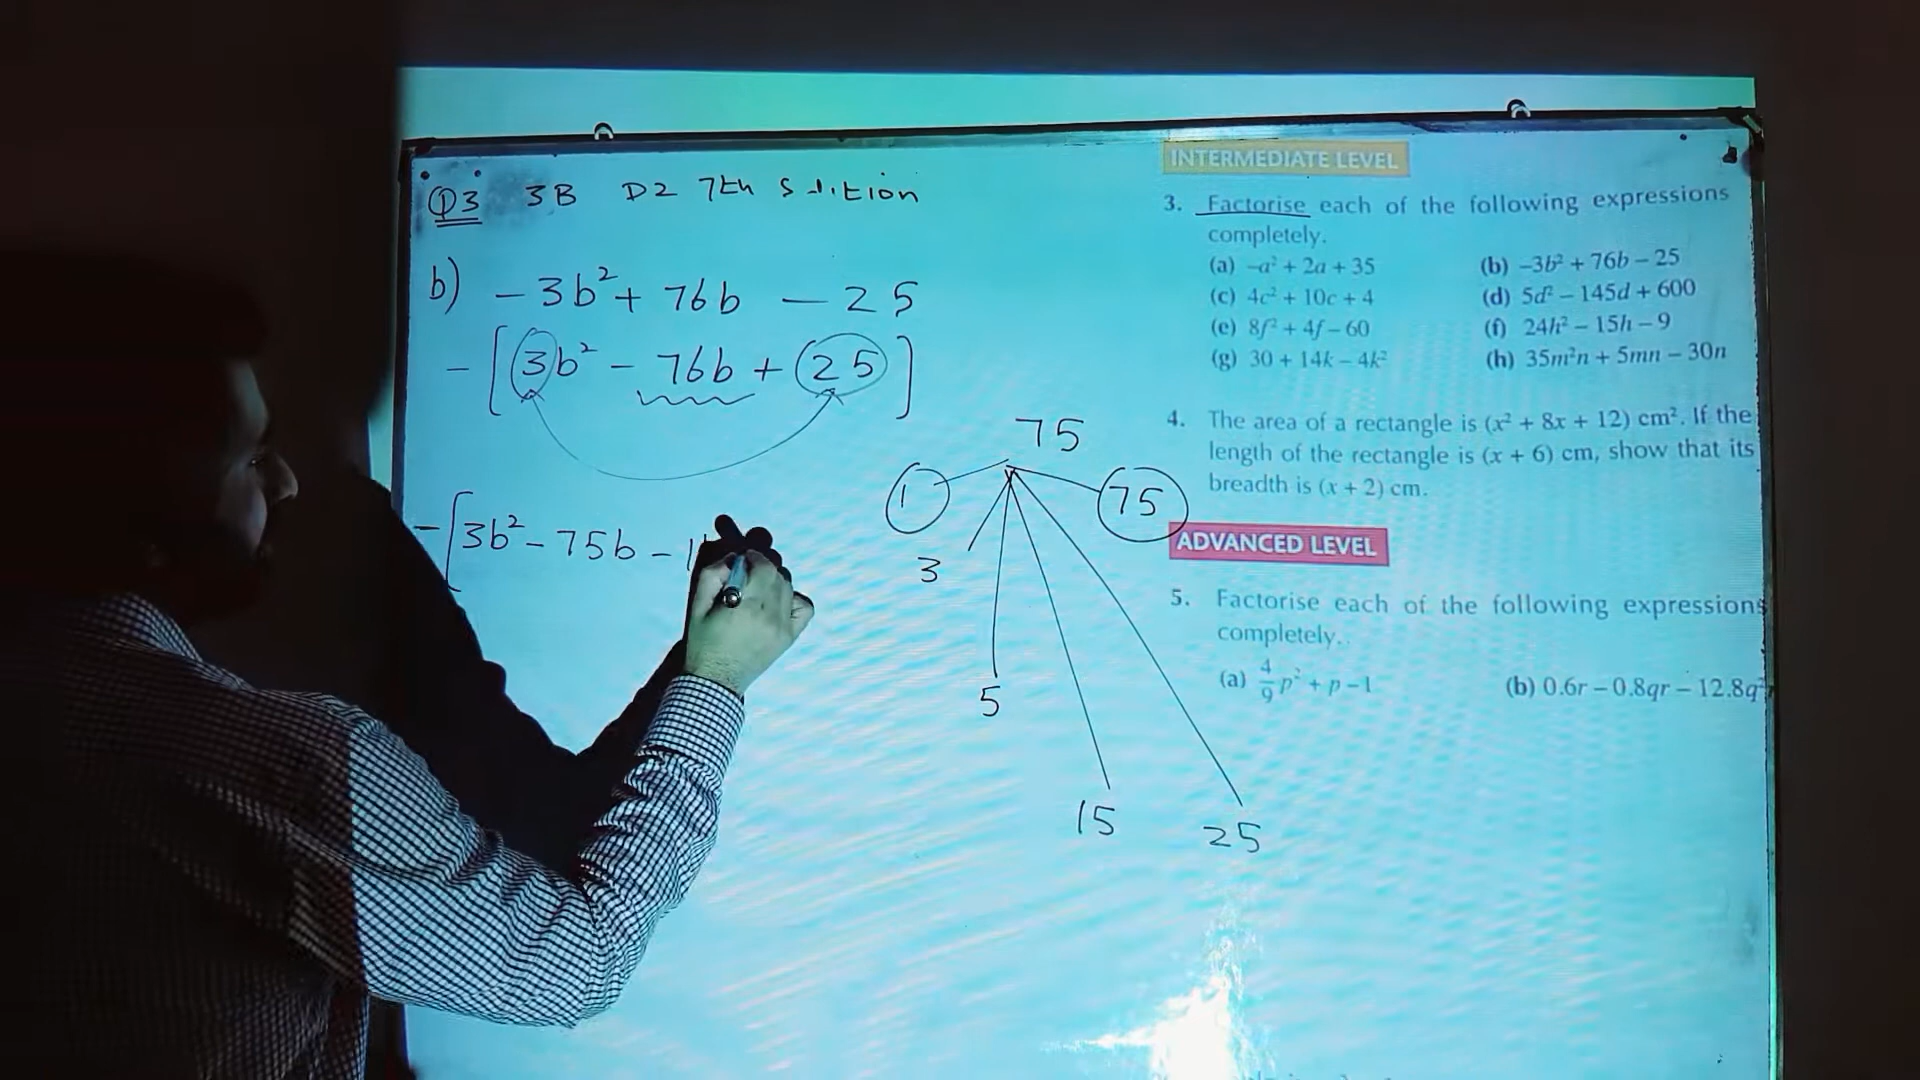 Q3 3B D2 7th Sdition
b) -3b² + 76b - 25
-[3b² - 76b + 25]
-[3b² - 75b - 1
75
1
75
3
5
15
25
INTERMEDIATE LEVEL
3. Factorise each of the following expressions
completely.
(a) -a² + 2a + 35 (b) -3b² + 76b - 25
(c) 4c² + 10c + 4 (d) 5d² - 145d + 600
(e) 8f² + 4f - 60 (f) 24h² - 15h - 9
(g) 30 + 14k - 4k² (h) 35m²n + 5mn - 30n
4. The area of a rectangle is (x² + 8x + 12) cm². If the
length of the rectangle is (x + 6) cm, show that its
breadth is (x + 2) cm.
ADVANCED LEVEL
5. Factorise each of the following expressions
completely..
(a) 4/9 p² + p - 1 (b) 0.6r - 0.8qr - 12.8q²r